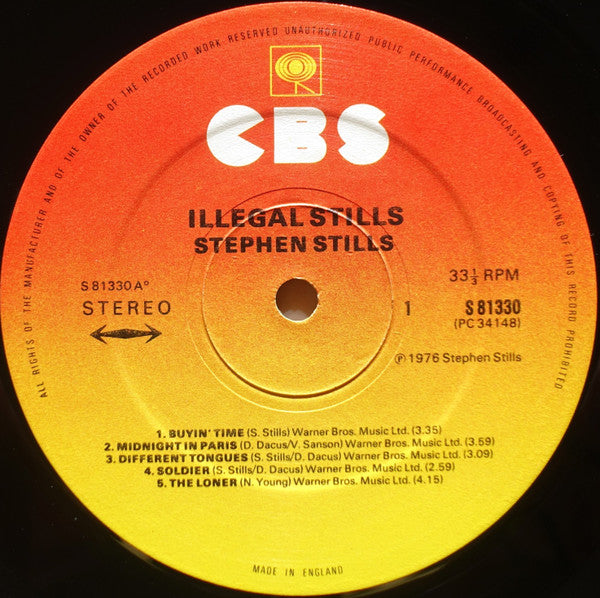 ALL RIGHTS OF THE MANUFACTURER AND OF THE OWNER OF THE RECORDED WORK RESERVED UNAUTHORIZED PUBLIC PERFORMANCE BROADCASTING AND COPYING OF THIS RECORD PROHIBITED
CBS
ILLEGAL STILLS
STEPHEN STILLS
S 81330 A° 33⅓ RPM
STEREO 1 S 81330
(PC 34148)
℗ 1976 Stephen Stills
1. BUYIN' TIME (S. Stills) Warner Bros. Music Ltd. (3.35)
2. MIDNIGHT IN PARIS (D. Dacus/V. Sanson) Warner Bros. Music Ltd. (3.59)
3. DIFFERENT TONGUES (S. Stills/D. Dacus) Warner Bros. Music Ltd. (3.09)
4. SOLDIER (S. Stills/D. Dacus) Warner Bros. Music Ltd. (2.59)
5. THE LONER (N. Young) Warner Bros. Music Ltd. (4.15)
MADE IN ENGLAND